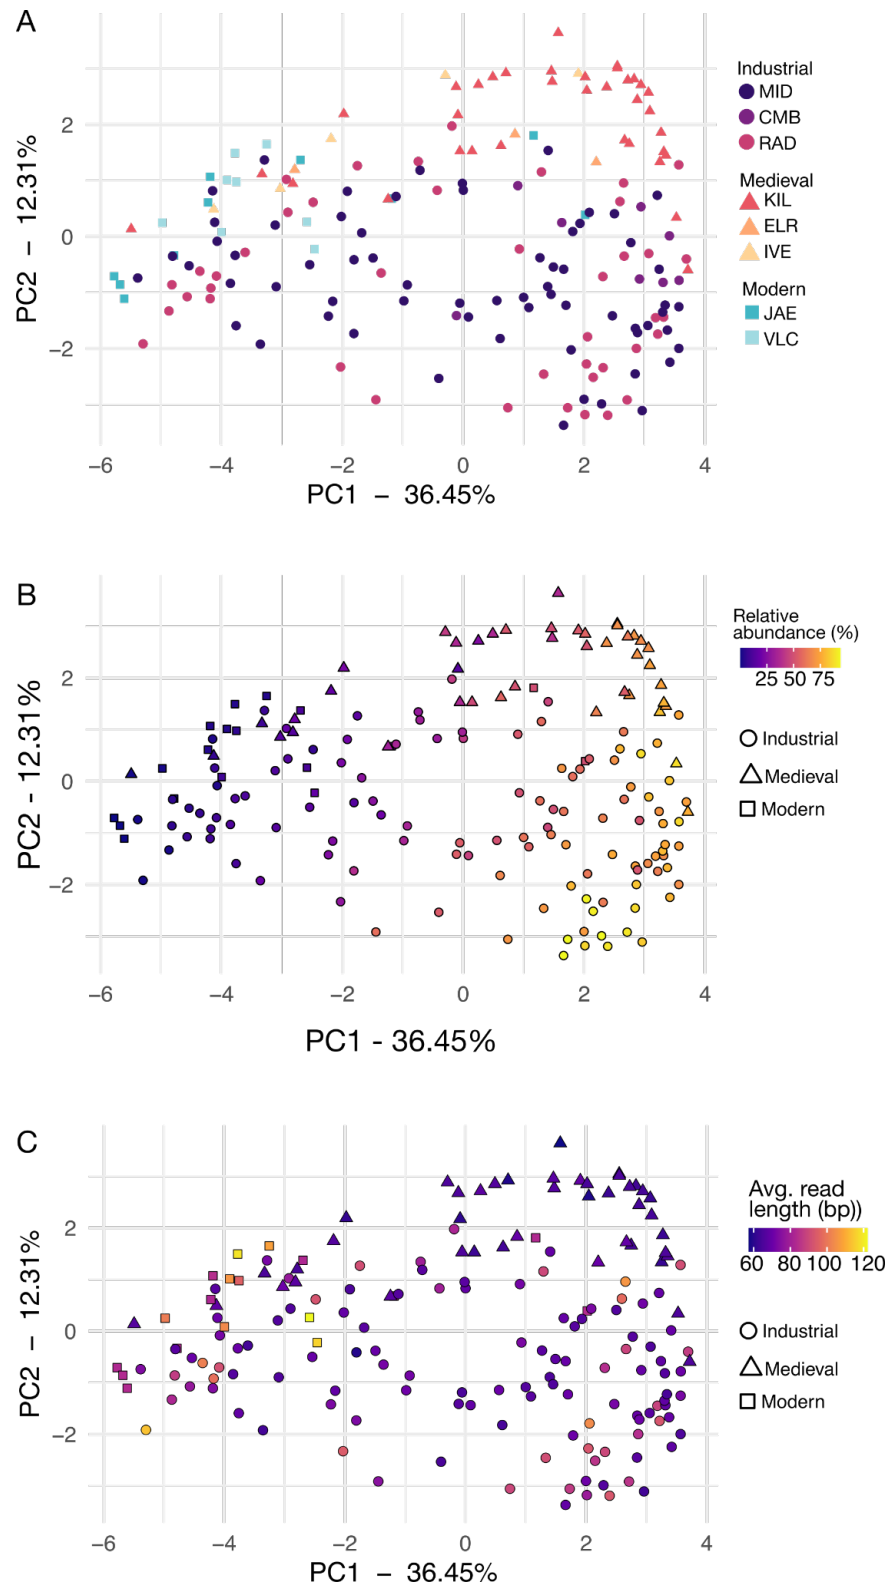 A
PC2 – 12.31%
2
0
−2
−6
−4
−2
0
2
4
PC1 – 36.45%
Industrial
MID
CMB
RAD
Medieval
KIL
ELR
IVE
Modern
JAE
VLC
B
PC2 - 12.31%
2
0
−2
−6
−4
−2
0
2
4
PC1 - 36.45%
Relative
abundance (%)
25 50 75
Industrial
Medieval
Modern
C
PC2 – 12.31%
2
0
−2
−6
−4
−2
0
2
4
PC1 – 36.45%
Avg. read
length (bp))
60 80 100 120
Industrial
Medieval
Modern